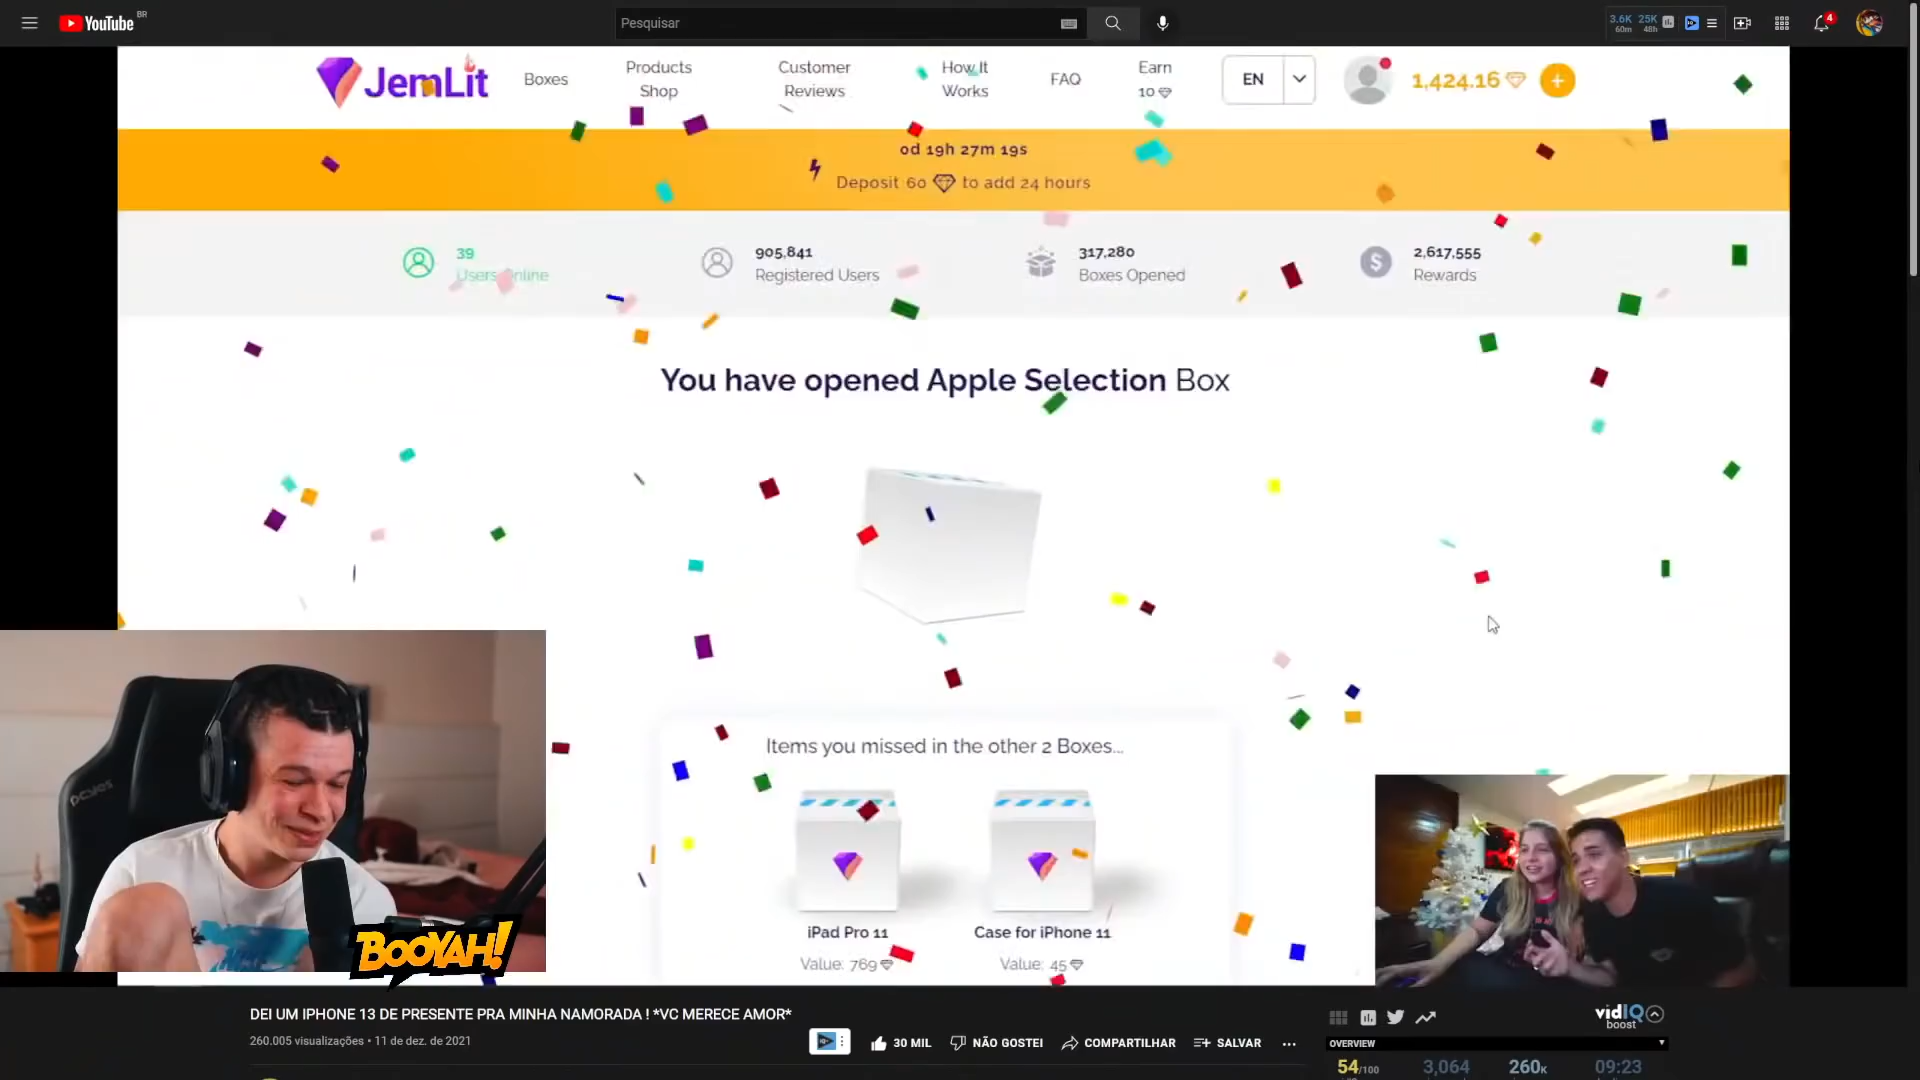 YouTube BR
Pesquisar
3.6K 25K
60m 48h
4
JemLit
Boxes
Products
Shop
Customer
Reviews
How It
Works
FAQ
Earn
10
EN
1,424.16
0d 19h 27m 19s
Deposit 60 to add 24 hours
39
Users Online
905,841
Registered Users
317,280
Boxes Opened
2,617,555
Rewards
You have opened Apple Selection Box
Items you missed in the other 2 Boxes...
iPad Pro 11
Value: 769
Case for iPhone 11
Value: 45
pcyes
BOOYAH!
DEI UM IPHONE 13 DE PRESENTE PRA MINHA NAMORADA ! *VC MERECE AMOR*
260.005 visualizações • 11 de dez. de 2021
30 MIL
NÃO GOSTEI
COMPARTILHAR
SALVAR
vidIQ
boost
OVERVIEW
54/100
3,064
260K
09:23